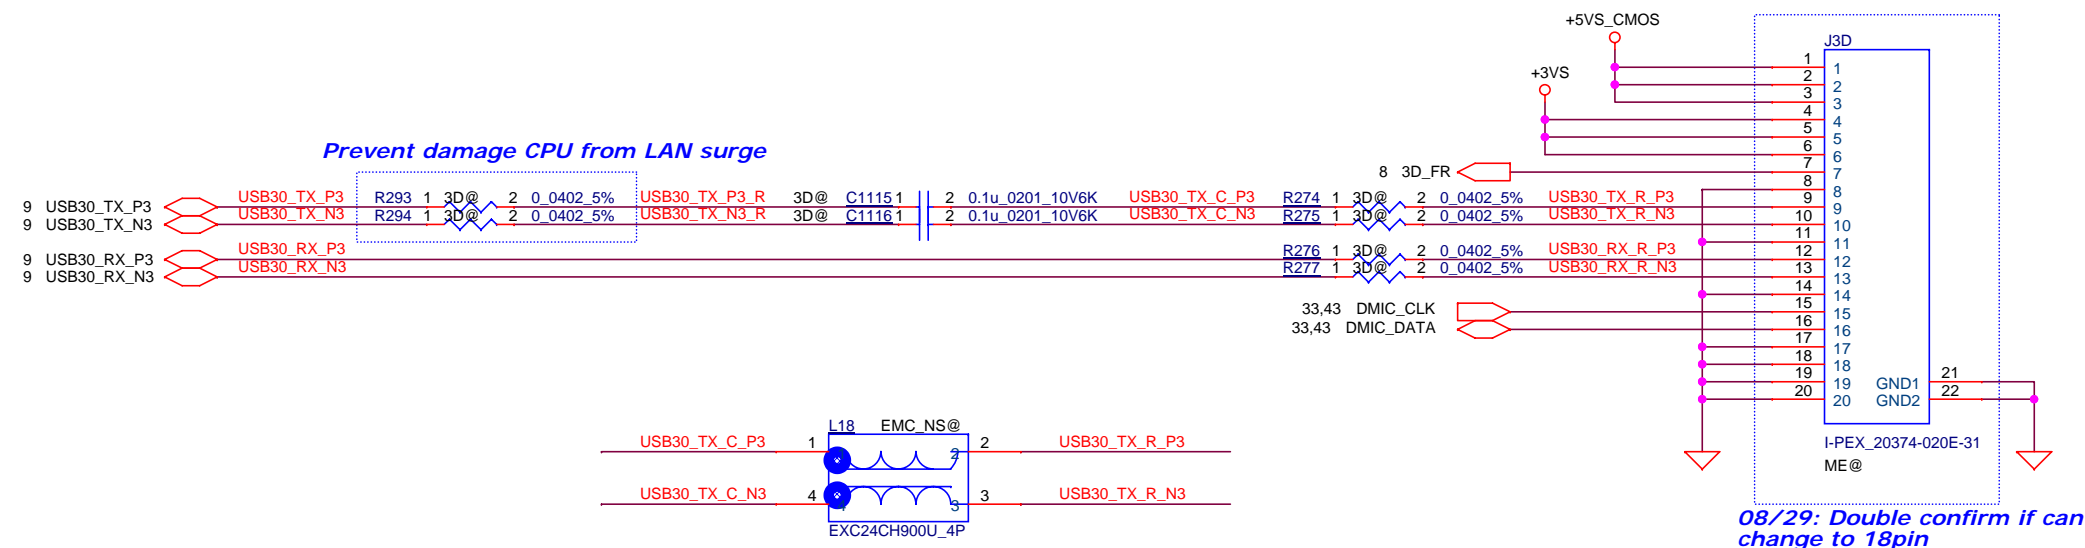 +5VS_CMOS
J3D
+3VS
1 1
2 2
3 3
4 4
5 5
6 6
Prevent damage CPU from LAN surge
8 3D_FR 7 7
8 8
9 USB30_TX_P3 USB30_TX_P3 R293 1 3D@ 2 0_0402_5% USB30_TX_P3_R 3D@ C1115 1 2 0.1u_0201_10V6K USB30_TX_C_P3 R274 1 3D@ 2 0_0402_5% USB30_TX_R_P3 9 9
9 USB30_TX_N3 USB30_TX_N3 R294 1 3D@ 2 0_0402_5% USB30_TX_N3_R 3D@ C1116 1 2 0.1u_0201_10V6K USB30_TX_C_N3 R275 1 3D@ 2 0_0402_5% USB30_TX_R_N3 10 10
11 11
9 USB30_RX_P3 USB30_RX_P3 R276 1 3D@ 2 0_0402_5% USB30_RX_R_P3 12 12
9 USB30_RX_N3 USB30_RX_N3 R277 1 3D@ 2 0_0402_5% USB30_RX_R_N3 13 13
14 14
33,43 DMIC_CLK 15 15
33,43 DMIC_DATA 16 16
17 17
18 18
19 19 GND1 21
20 20 GND2 22
L18 EMC_NS@
USB30_TX_C_P3 1 2 2 USB30_TX_R_P3
USB30_TX_C_N3 4 3 3 USB30_TX_R_N3
EXC24CH900U_4P
I-PEX_20374-020E-31
ME@
08/29: Double confirm if can
change to 18pin